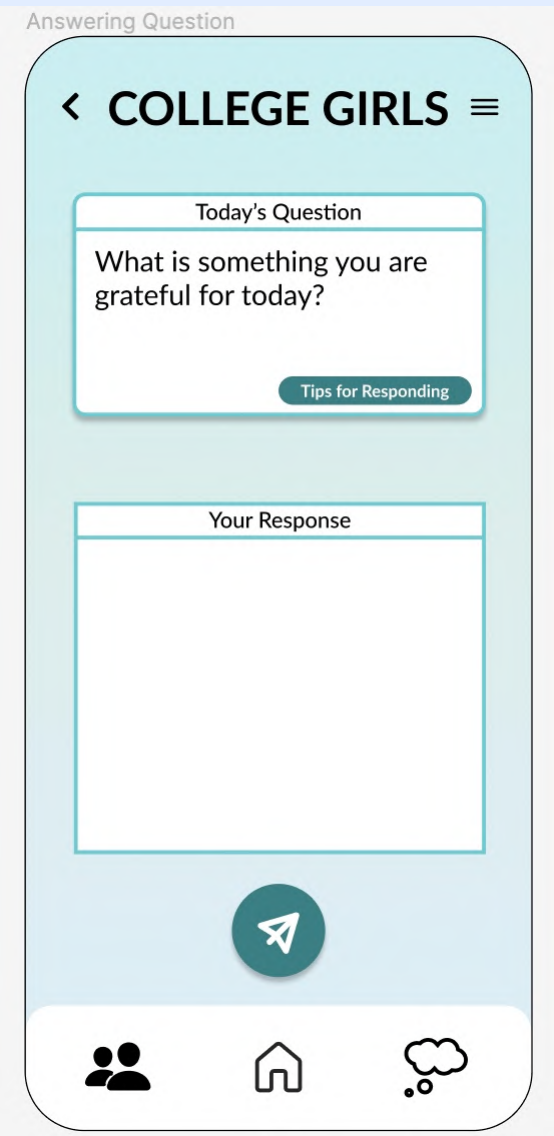 Answering Question
COLLEGE GIRLS
Today's Question
What is something you are
grateful for today?
Tips for Responding
Your Response